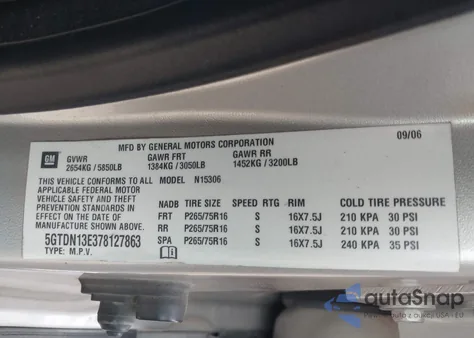 MFD BY GENERAL MOTORS CORPORATION 09/06
GM GVWR GAWR FRT GAWR RR
2654KG / 5850LB 1384KG / 3050LB 1452KG / 3200LB
THIS VEHICLE CONFORMS TO ALL MODEL N15306
APPLICABLE FEDERAL MOTOR
VEHICLE SAFETY AND THEFT
PREVENTION STANDARDS IN
EFFECT ON THE DATE OF
MANUFACTURE SHOWN ABOVE.
5GTDN13E378127863
TYPE: M.P.V.
NADB TIRE SIZE SPEED RTG RIM COLD TIRE PRESSURE
FRT P265/75R16 S 16X7.5J 210 KPA 30 PSI
RR P265/75R16 S 16X7.5J 210 KPA 30 PSI
SPA P265/75R16 S 16X7.5J 240 KPA 35 PSI
autaSnap